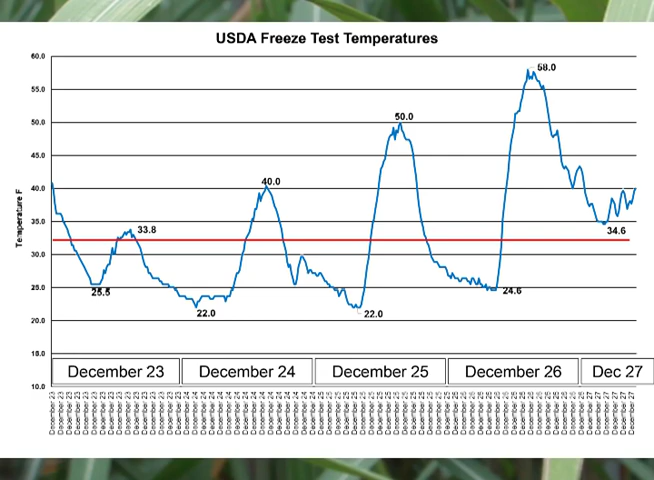 USDA Freeze Test Temperatures
60.0
55.0
50.0
45.0
40.0
35.0
30.0
25.0
20.0
15.0
10.0
Temperature F
25.5
33.8
22.0
40.0
22.0
50.0
24.6
58.0
34.6
December 23
December 24
December 25
December 26
Dec 27